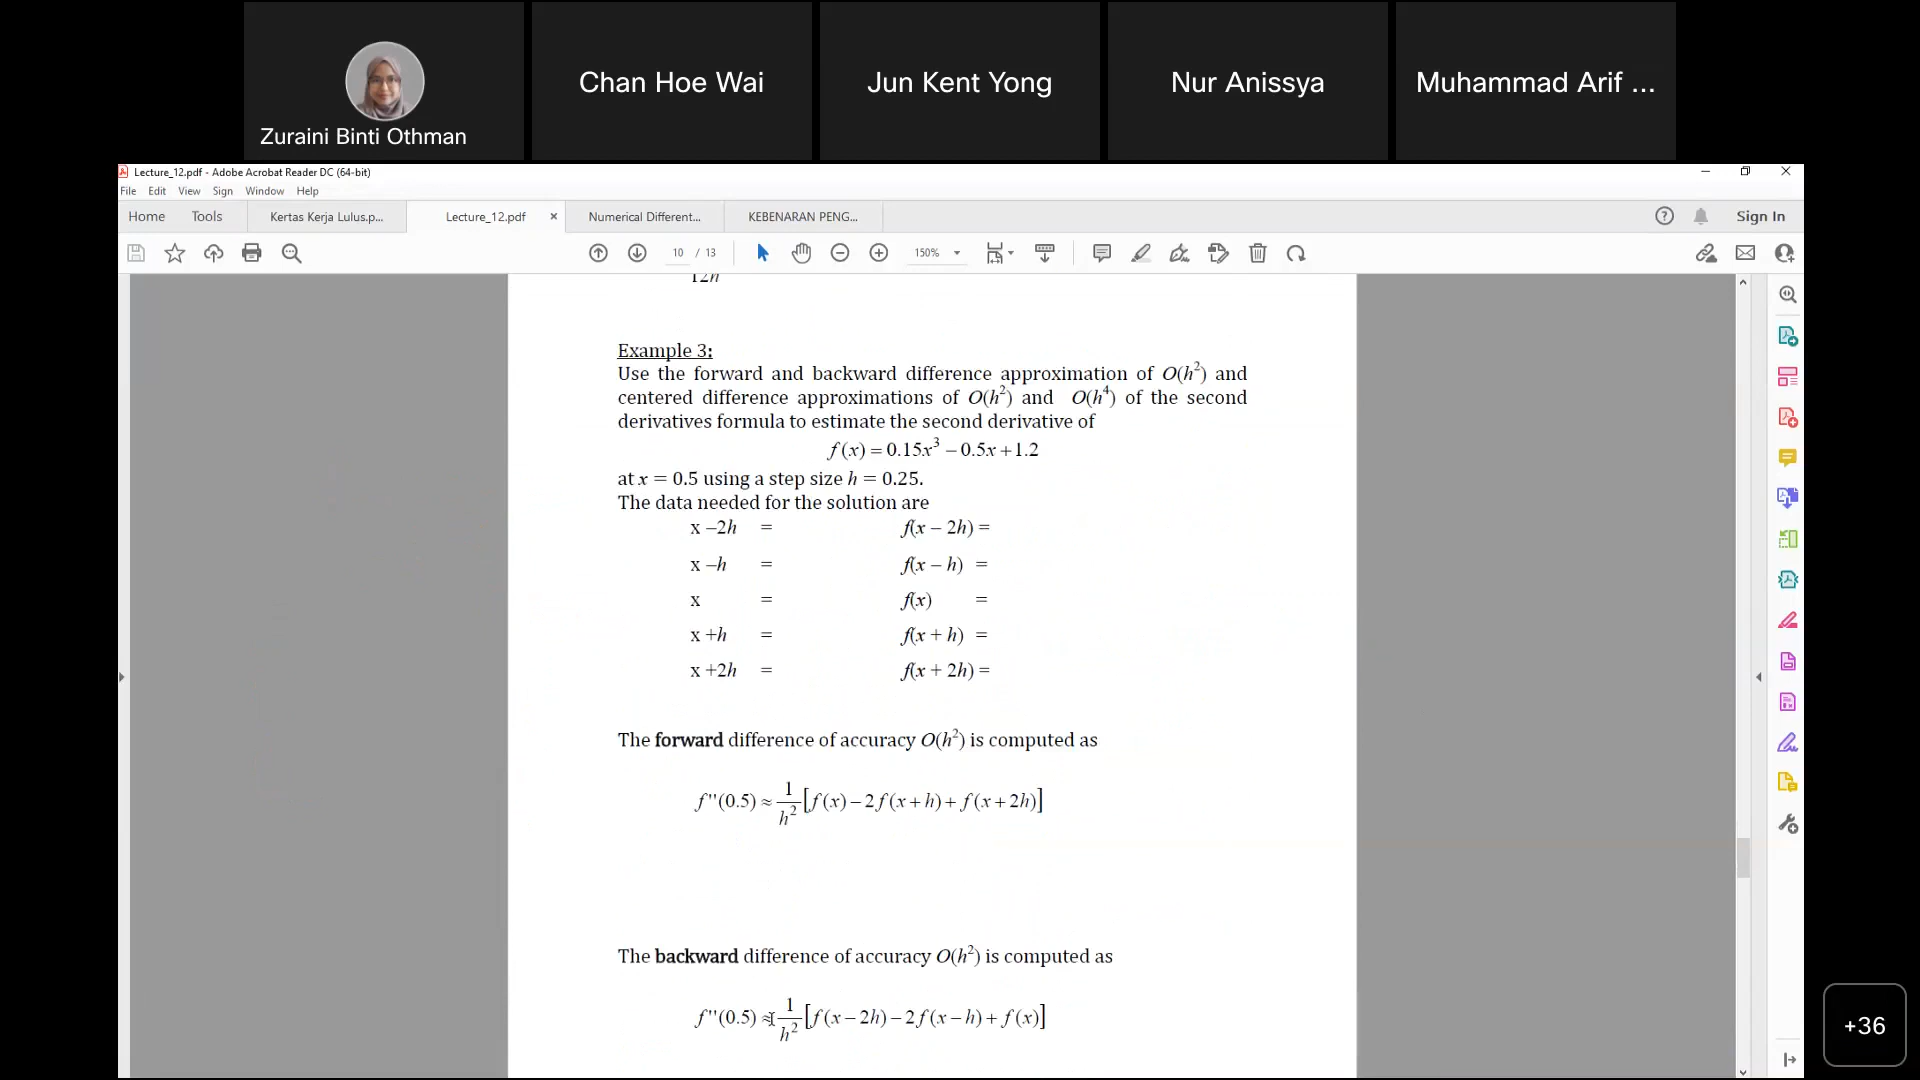 Zuraini Binti Othman
Chan Hoe Wai
Jun Kent Yong
Nur Anissya
Muhammad Arif ...
Lecture_12.pdf - Adobe Acrobat Reader DC (64-bit)
File Edit View Sign Window Help
Home Tools Kertas Kerja Lulus.p... Lecture_12.pdf × Numerical Different... KEBENARAN PENG... Sign In
10 / 13 150%
12h
Example 3:
Use the forward and backward difference approximation of O(h²) and
centered difference approximations of O(h²) and O(h⁴) of the second
derivatives formula to estimate the second derivative of
f(x) = 0.15x³ − 0.5x + 1.2
at x = 0.5 using a step size h = 0.25.
The data needed for the solution are
x −2h = f(x − 2h) =
x −h = f(x − h) =
x = f(x) =
x +h = f(x + h) =
x +2h = f(x + 2h) =
The forward difference of accuracy O(h²) is computed as
f''(0.5) ≈ 1/h² [f(x) − 2f(x + h) + f(x + 2h)]
The backward difference of accuracy O(h²) is computed as
f''(0.5) ≈ 1/h² [f(x − 2h) − 2f(x − h) + f(x)]
+36